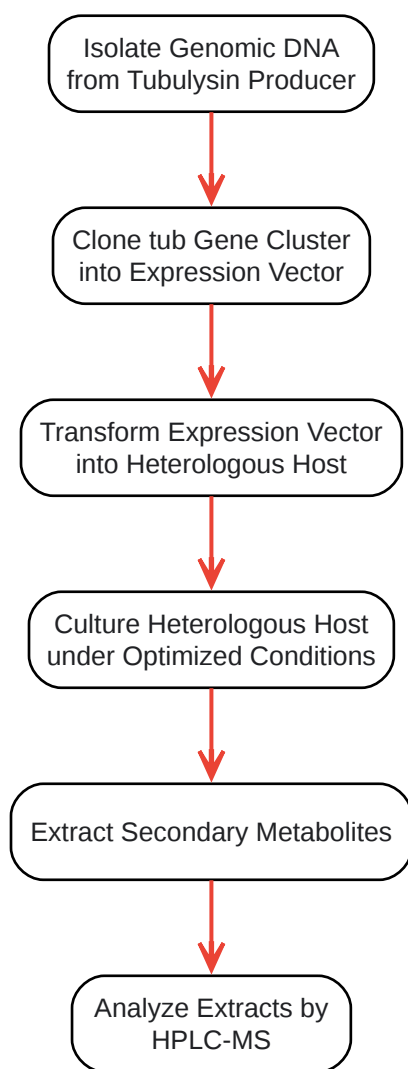 Isolate Genomic DNA
from Tubulysin Producer
Clone tub Gene Cluster
into Expression Vector
Transform Expression Vector
into Heterologous Host
Culture Heterologous Host
under Optimized Conditions
Extract Secondary Metabolites
Analyze Extracts by
HPLC-MS